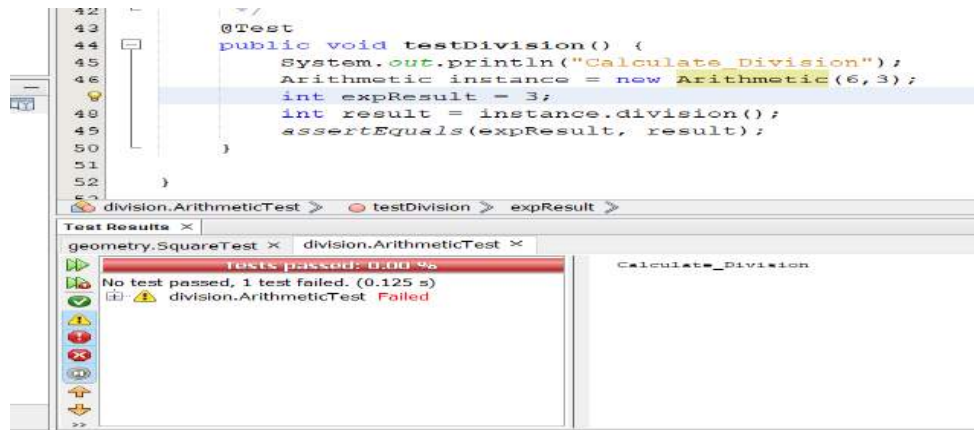 42 */
43 @Test
44 public void testDivision() {
45 System.out.println("Calculate_Division");
46 Arithmetic instance = new Arithmetic(6,3);
int expResult = 3;
48 int result = instance.division();
49 assertEquals(expResult, result);
50 }
51
52 }
division.ArithmeticTest testDivision expResult
Test Results ×
geometry.SquareTest × division.ArithmeticTest ×
Tests passed: 0.00 %
Calculate_Division
No test passed, 1 test failed. (0.125 s)
division.ArithmeticTest Failed
>>